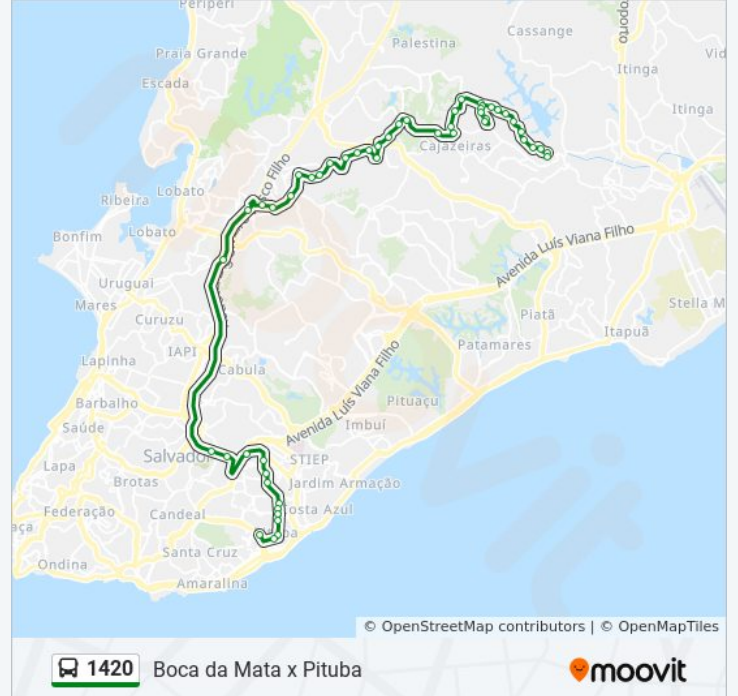 Periperi
Cassange
Palestina
Praia Grande
Itinga
Escada
Itinga
Cajazeiras
Lobato
Ribeira
Bonfim
Lobato
Avenida Luís Viana Filho
Uruguai
Mares
Stella M
Curuzu
Piatã
Itapuã
IAPI
Patamares
Lapinha
Cabula
Avenida Luís Viana Filho
Barbalho
Pituaçu
Saúde
Imbuí
Salvador
Lapa
STIEP
Brotas
Jardim Armação
Federação
Candeal
Costa Azul
Santa Cruz
Ondina
Amaralina
© OpenStreetMap contributors | © OpenMapTiles
1420 Boca da Mata x Pituba
moovit